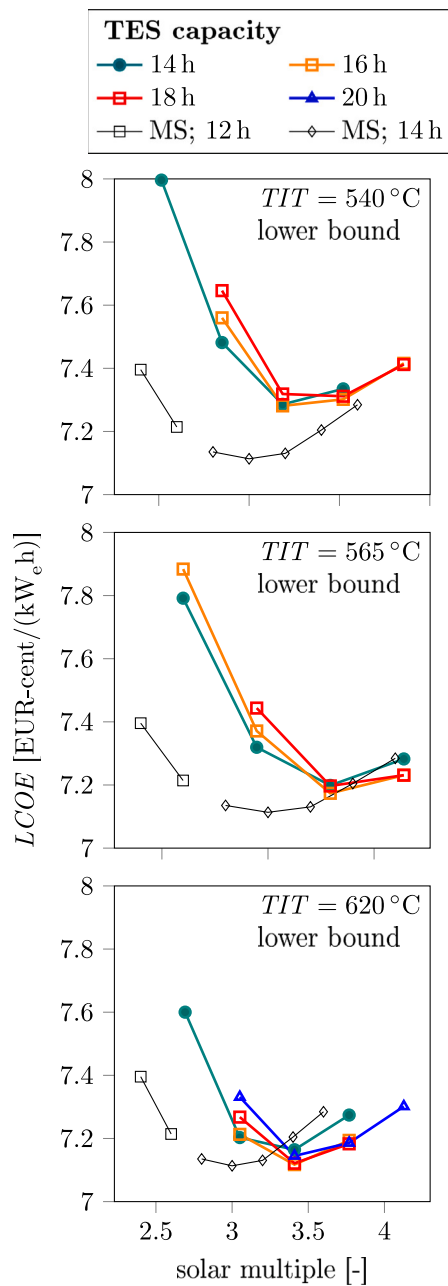 TES capacity
14 h
16 h
18 h
20 h
MS; 12 h
MS; 14 h
8
7.8
7.6
7.4
7.2
7
TIT = 540 °C
lower bound
LCOE [EUR-cent/(kW_e h)]
8
7.8
7.6
7.4
7.2
7
TIT = 565 °C
lower bound
8
7.8
7.6
7.4
7.2
7
TIT = 620 °C
lower bound
2.5 3 3.5 4
solar multiple [-]